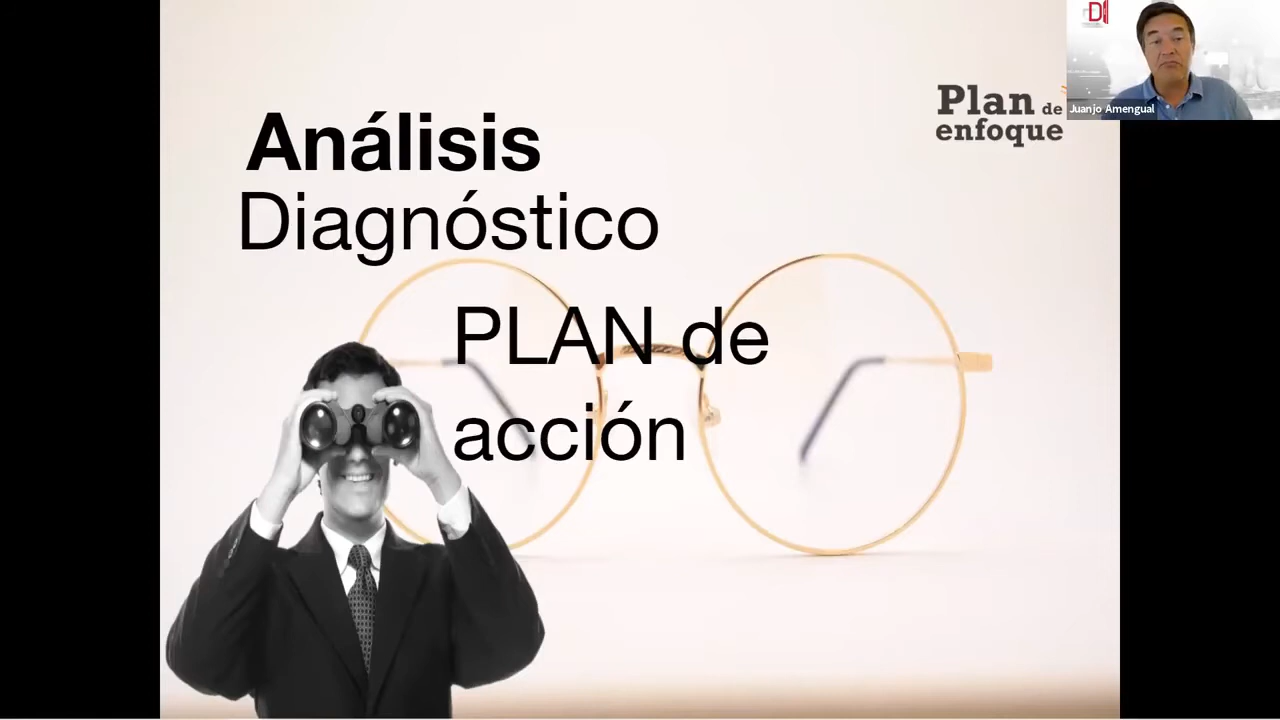 Análisis
Diagnóstico
PLAN de
acción
Plan de
enfoque
D
Juanjo Amengual